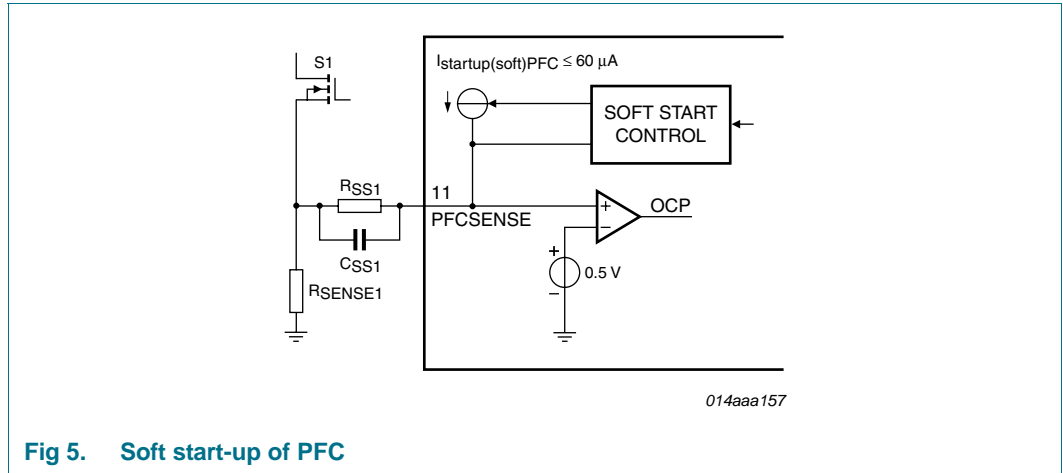 Istartup(soft)PFC ≤ 60 μA
S1
SOFT START
CONTROL
RSS1
11
PFCSENSE
CSS1
OCP
+
−
+
−
0.5 V
RSENSE1
014aaa157
Fig 5. Soft start-up of PFC